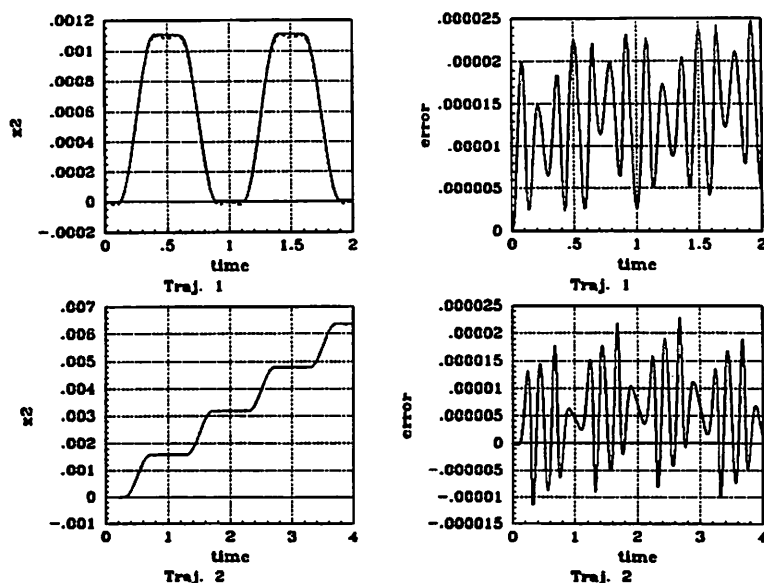 .0012
.001
.0008
.0006
.0004
.0002
0
-.0002
x2
0 .5 1 1.5 2
time
Traj. 1
.000025
.00002
.000015
.00001
.000005
0
error
0 .5 1 1.5 2
time
Traj. 1
.007
.006
.005
.004
.003
.002
.001
0
-.001
x2
0 1 2 3 4
time
Traj. 2
.000025
.00002
.000015
.00001
.000005
0
-.000005
-.00001
-.000015
error
0 1 2 3 4
time
Traj. 2